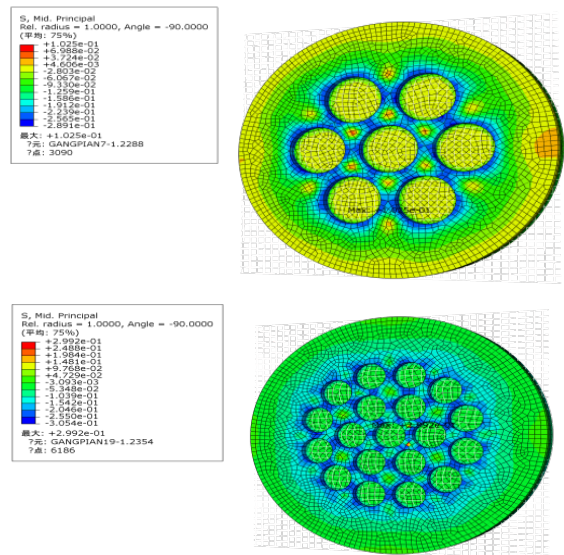 S, Mid. Principal
Rel. radius = 1.0000, Angle = -90.0000
(平均: 75%)
+1.025e-01
+6.988e-02
+3.724e-02
+4.606e-03
-2.803e-02
-6.067e-02
-9.330e-02
-1.259e-01
-1.586e-01
-1.912e-01
-2.239e-01
-2.565e-01
-2.891e-01
最大: +1.025e-01
?元: GANGPIAN7-1.2288
?点: 3090
S, Mid. Principal
Rel. radius = 1.0000, Angle = -90.0000
(平均: 75%)
+2.992e-01
+2.488e-01
+1.984e-01
+1.481e-01
+9.768e-02
+4.729e-02
-3.093e-03
-5.348e-02
-1.039e-01
-1.542e-01
-2.046e-01
-2.550e-01
-3.054e-01
最大: +2.992e-01
?元: GANGPIAN19-1.2354
?点: 6186